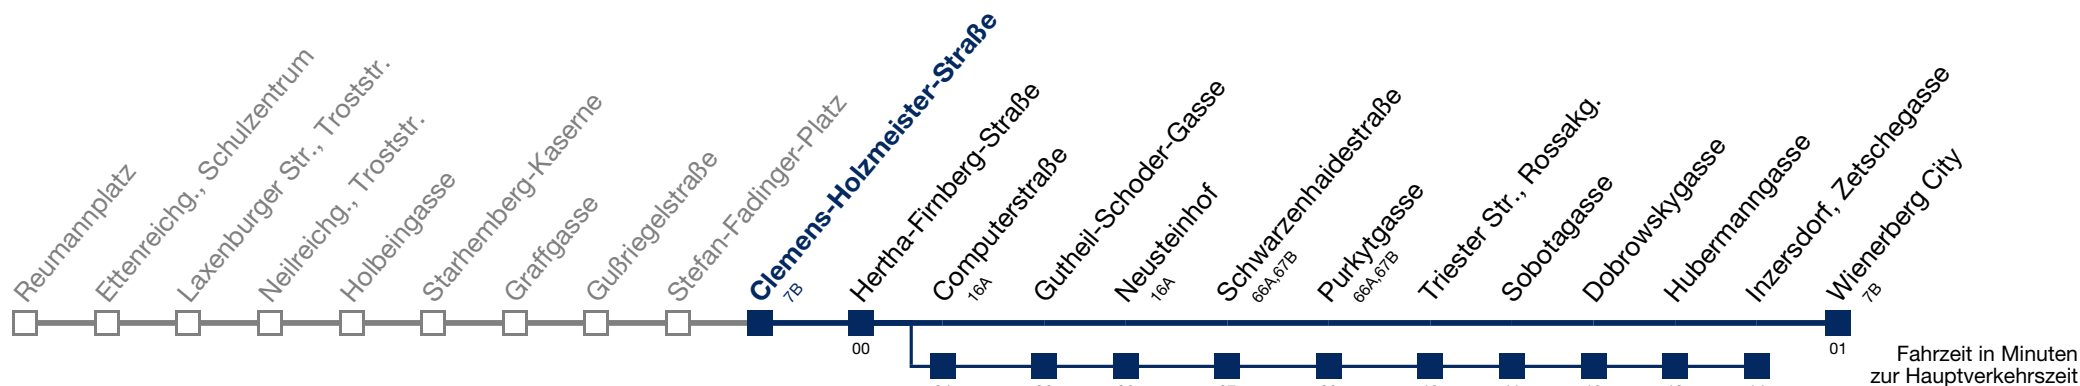 Reumannplatz
Ettenreichg., Schulzentrum
Laxenburger Str., Troststr.
Neilreichg., Troststr.
Holbeingasse
Starhemberg-Kaserne
Graffgasse
Gußriegelstraße
Stefan-Fadinger-Platz
Clemens-Holzmeister-Straße
7B
Hertha-Firnberg-Straße
Computerstraße
16A
Gutheil-Schoder-Gasse
Neusteinhof
16A
Schwarzenhaidestraße
66A,67B
Purkytgasse
66A,67B
Triester Str., Rossakg.
Sobotagasse
Dobrowskygasse
Hubermanngasse
Inzersdorf, Zetschegasse
Wienerberg City
7B
00
01
Fahrzeit in Minuten
zur Hauptverkehrszeit